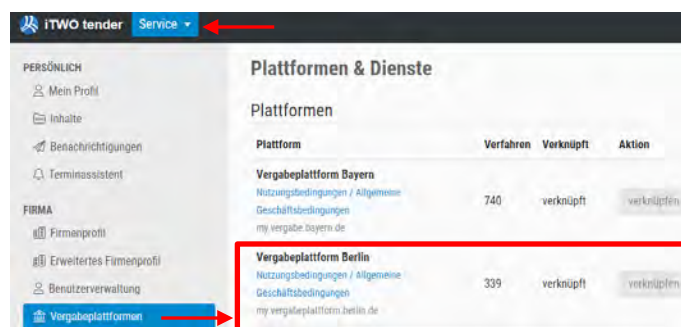 iTWO tender Service
PERSÖNLICH
Mein Profil
Inhalte
Benachrichtigungen
Terminassistent
FIRMA
Firmenprofil
Erweitertes Firmenprofil
Benutzerverwaltung
Vergabeplattformen
Plattformen & Dienste
Plattformen
Plattform Verfahren Verknüpft Aktion
Vergabeplattform Bayern
Nutzungsbedingungen / Allgemeine
Geschäftsbedingungen
my.vergabe.bayern.de
740 verknüpft verknüpfen
Vergabeplattform Berlin
Nutzungsbedingungen / Allgemeine
Geschäftsbedingungen
my.vergabeplattform.berlin.de
339 verknüpft verknüpfen